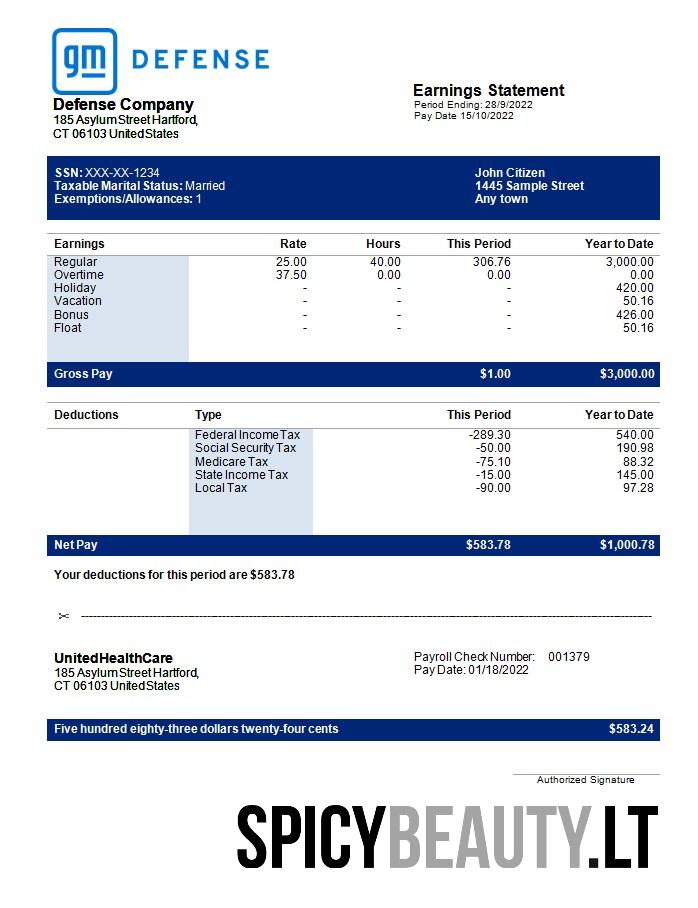 gm DEFENSE
Defense Company
185 Asylum Street Hartford,
CT 06103 United States
Earnings Statement
Period Ending: 28/9/2022
Pay Date 15/10/2022
SSN: XXX-XX-1234
Taxable Marital Status: Married
Exemptions/Allowances: 1
John Citizen
1445 Sample Street
Any town
Earnings Rate Hours This Period Year to Date
Regular 25.00 40.00 306.76 3,000.00
Overtime 37.50 0.00 0.00 0.00
Holiday - - - 420.00
Vacation - - - 50.16
Bonus - - - 426.00
Float - - - 50.16
Gross Pay $1.00 $3,000.00
Deductions Type This Period Year to Date
Federal Income Tax -289.30 540.00
Social Security Tax -50.00 190.98
Medicare Tax -75.10 88.32
State Income Tax -15.00 145.00
Local Tax -90.00 97.28
Net Pay $583.78 $1,000.78
Your deductions for this period are $583.78
UnitedHealthCare
185 Asylum Street Hartford,
CT 06103 United States
Payroll Check Number: 001379
Pay Date: 01/18/2022
Five hundred eighty-three dollars twenty-four cents $583.24
Authorized Signature
SPICYBEAUTY.LT